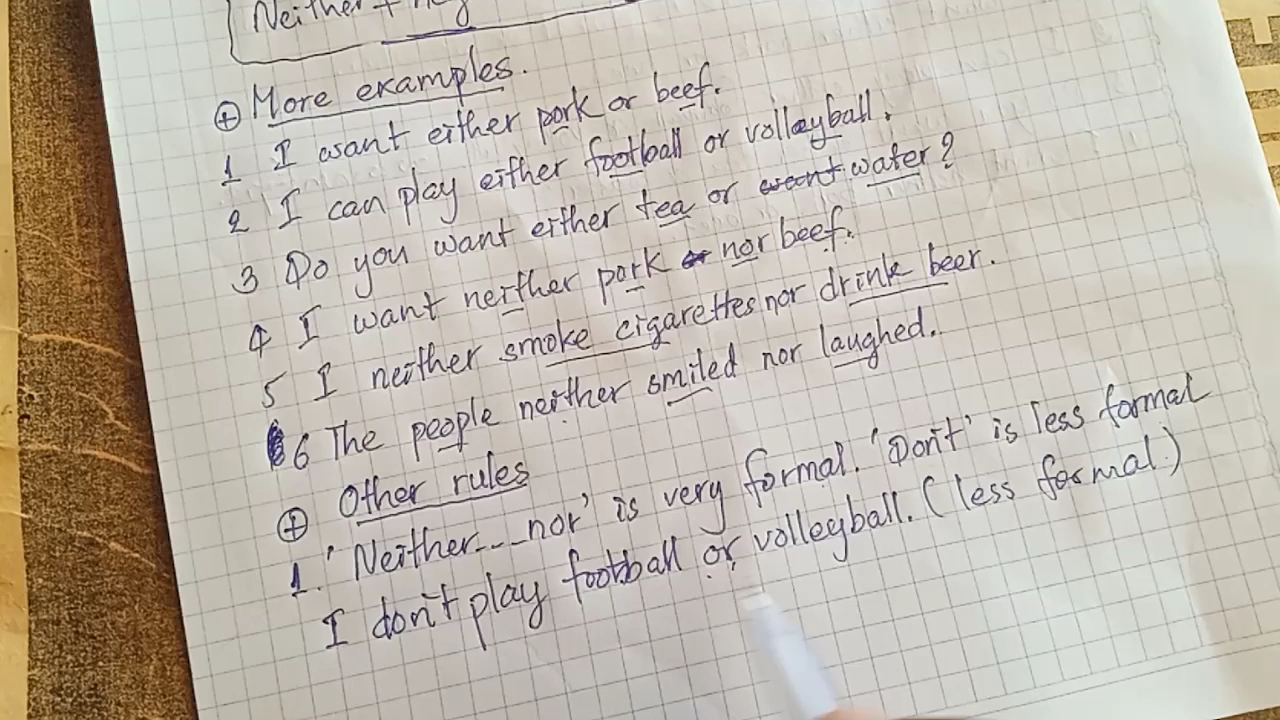 Neither + neg
⊕ More examples.
1 I want either pork or beef.
2 I can play either football or volleyball.
3 Do you want either tea or want water?
4 I want neither pork or nor beef.
5 I neither smoke cigarettes nor drink beer.
6 The people neither smiled nor laughed.
⊕ Other rules
1. 'Neither...nor' is very formal. 'Don't' is less formal
I don't play football or volleyball. (less formal.)